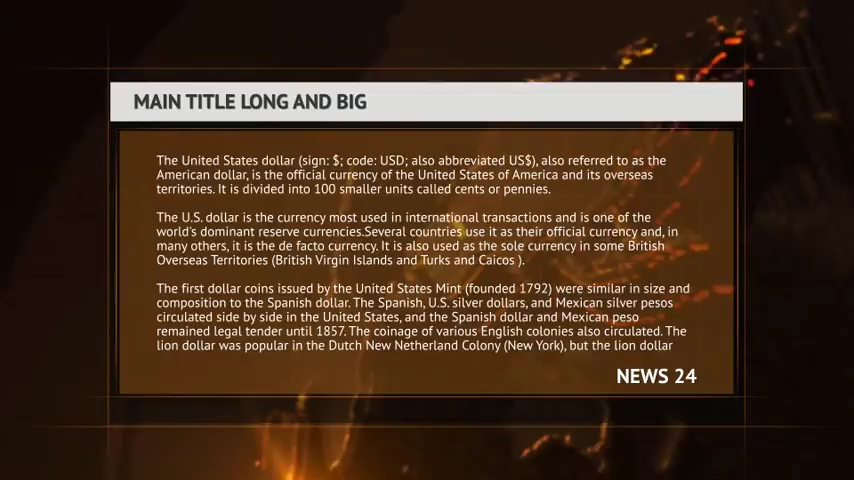 MAIN TITLE LONG AND BIG
The United States dollar (sign: $; code: USD; also abbreviated US$), also referred to as the
American dollar, is the official currency of the United States of America and its overseas
territories. It is divided into 100 smaller units called cents or pennies.
The U.S. dollar is the currency most used in international transactions and is one of the
world's dominant reserve currencies.Several countries use it as their official currency and, in
many others, it is the de facto currency. It is also used as the sole currency in some British
Overseas Territories (British Virgin Islands and Turks and Caicos ).
The first dollar coins issued by the United States Mint (founded 1792) were similar in size and
composition to the Spanish dollar. The Spanish, U.S. silver dollars, and Mexican silver pesos
circulated side by side in the United States, and the Spanish dollar and Mexican peso
remained legal tender until 1857. The coinage of various English colonies also circulated. The
lion dollar was popular in the Dutch New Netherland Colony (New York), but the lion dollar
NEWS 24